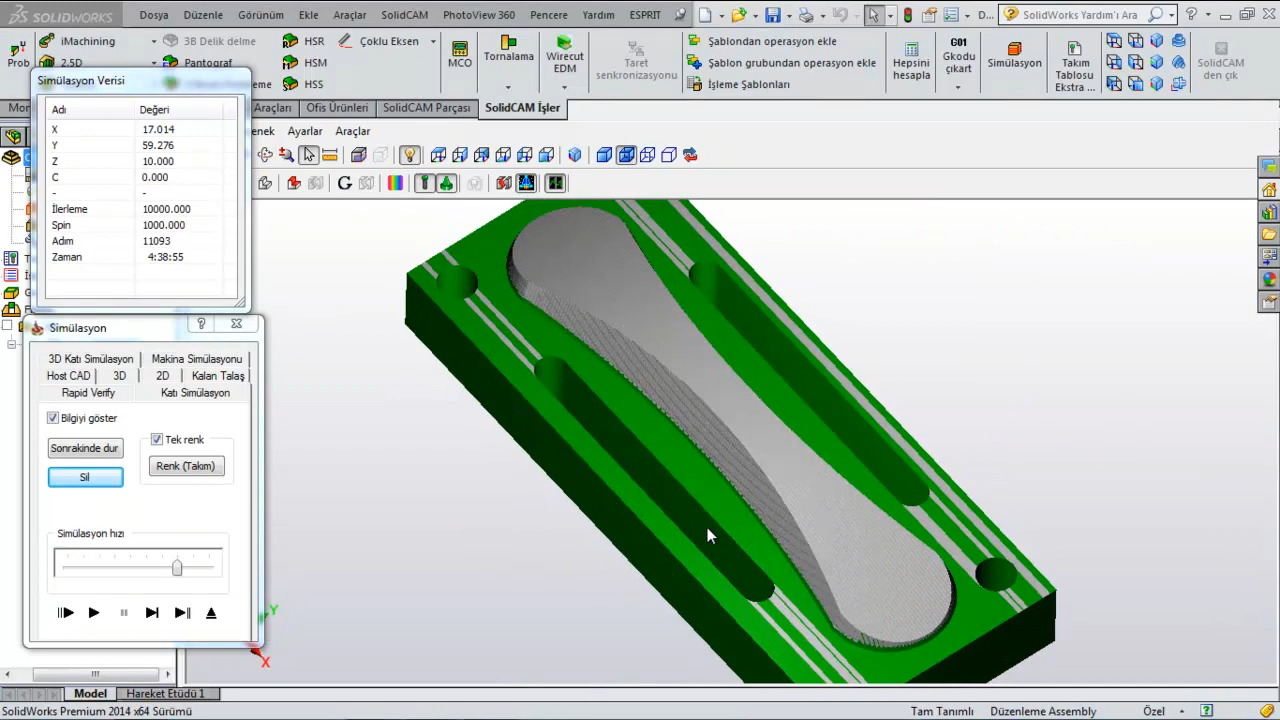 Dosya Düzenle Görünüm Ekle Araçlar SolidCAM PhotoView 360 Pencere Yardım ESPRIT D... SolidWorks Yardım'ı Ara
Prob
iMachining
2.5D
3B Delik delme
Pantograf
HSR
HSM
HSS
Çoklu Eksen
MCO
Tornalama
Wirecut EDM
Taret senkronizasyonu
Şablondan operasyon ekle
Şablon grubundan operasyon ekle
İşleme Şablonları
Hepsini hesapla
G01
Gkodu çıkart
Simülasyon
Takım Tablosu Ekstra ...
SolidCAM den çık
Araçları Ofis Ürünleri SolidCAM Parçası SolidCAM İşler
Ayarlar Araçlar
Simülasyon Verisi
Adı Değeri
X 17.014
Y 59.276
Z 10.000
C 0.000
- -
İlerleme 10000.000
Spin 1000.000
Adım 11093
Zaman 4:38:55
Simülasyon
3D Katı Simülasyon Makina Simülasyonu
Host CAD 3D 2D Kalan Talaş
Rapid Verify Katı Simülasyon
Bilgiyi göster
Sonrakinde dur
Tek renk
Sil
Renk (Takım)
Simülasyon hızı
Y
X
Model Hareket Etüdü 1
SolidWorks Premium 2014 x64 Sürümü Tam Tanımlı Düzenleme Assembly Özel